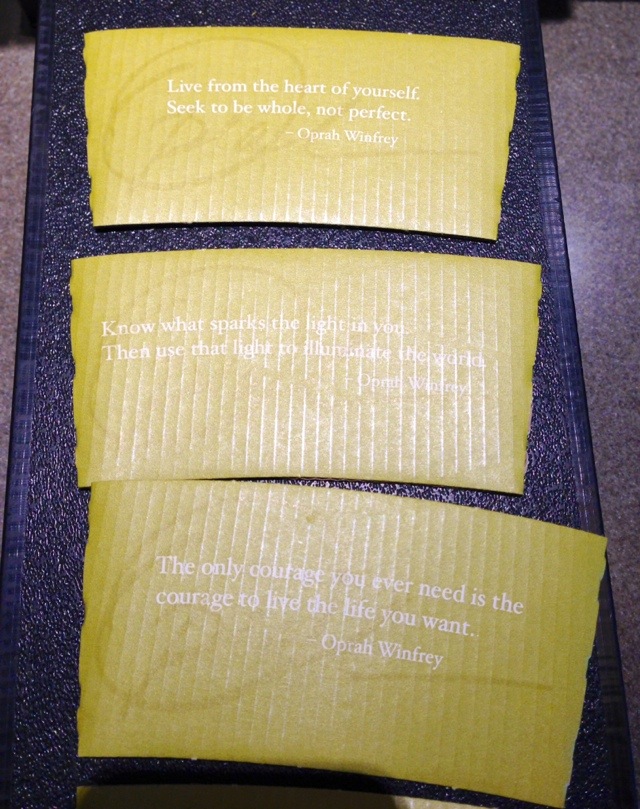 Live from the heart of yourself.
Seek to be whole, not perfect.
– Oprah Winfrey
Know what sparks the light in you.
Then use that light to illuminate the world.
– Oprah Winfrey
The only courage you ever need is the
courage to live the life you want.
– Oprah Winfrey